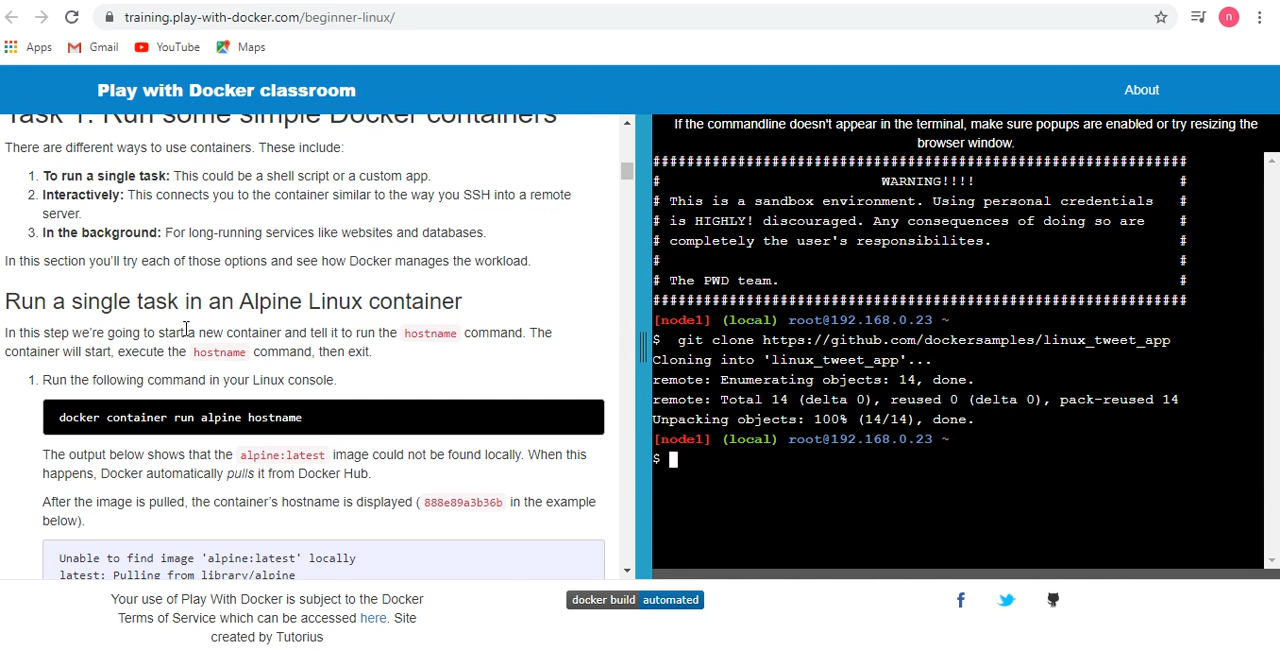 training.play-with-docker.com/beginner-linux/
n
Apps Gmail YouTube Maps
Play with Docker classroom
About
Task 1: Run some simple Docker containers
There are different ways to use containers. These include:
1. To run a single task: This could be a shell script or a custom app.
2. Interactively: This connects you to the container similar to the way you SSH into a remote
server.
3. In the background: For long-running services like websites and databases.
In this section you'll try each of those options and see how Docker manages the workload.
Run a single task in an Alpine Linux container
In this step we're going to start a new container and tell it to run the hostname command. The
container will start, execute the hostname command, then exit.
1. Run the following command in your Linux console.
docker container run alpine hostname
The output below shows that the alpine:latest image could not be found locally. When this
happens, Docker automatically pulls it from Docker Hub.
After the image is pulled, the container's hostname is displayed ( 888e89a3b36b in the example
below).
Unable to find image 'alpine:latest' locally
latest: Pulling from library/alpine
If the commandline doesn't appear in the terminal, make sure popups are enabled or try resizing the
browser window.
###############################################################
# WARNING!!!! #
# This is a sandbox environment. Using personal credentials #
# is HIGHLY! discouraged. Any consequences of doing so are #
# completely the user's responsibilites. #
# #
# The PWD team. #
###############################################################
[node1] (local) root@192.168.0.23 ~
$ git clone https://github.com/dockersamples/linux_tweet_app
Cloning into 'linux_tweet_app'...
remote: Enumerating objects: 14, done.
remote: Total 14 (delta 0), reused 0 (delta 0), pack-reused 14
Unpacking objects: 100% (14/14), done.
[node1] (local) root@192.168.0.23 ~
$
Your use of Play With Docker is subject to the Docker
Terms of Service which can be accessed here. Site
created by Tutorius
docker build automated